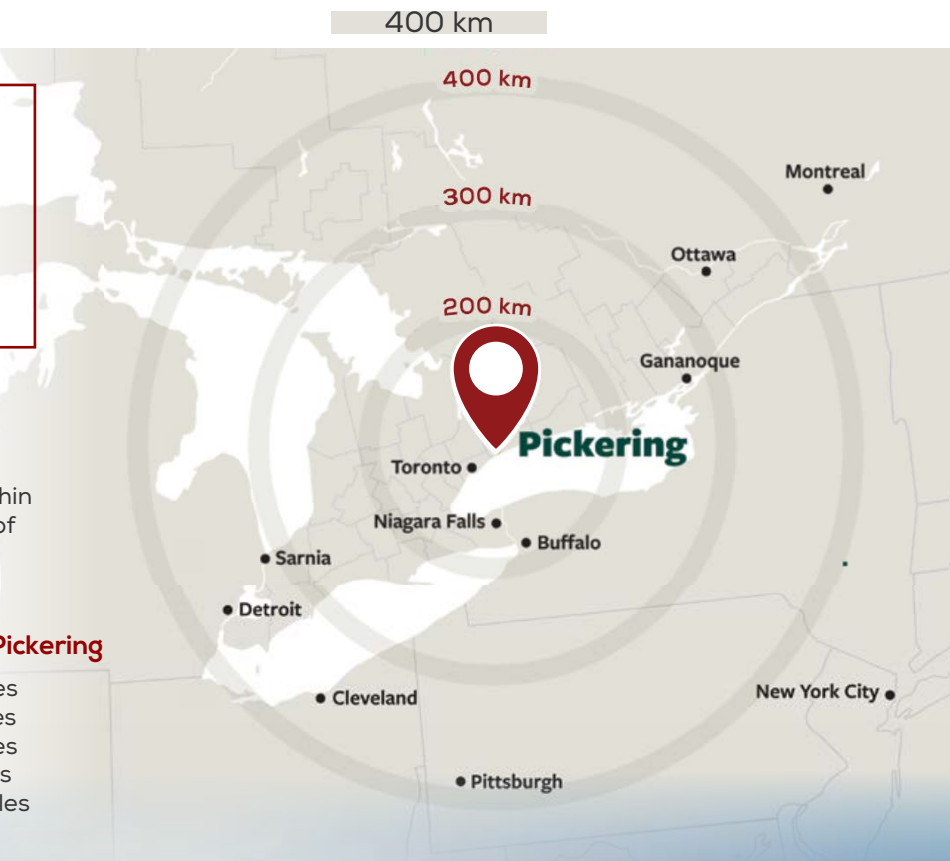 400 km
400 km
Montreal
300 km
Ottawa
200 km
Gananoque
Pickering
Toronto
hin
Niagara Falls
of
Buffalo
Sarnia
Detroit
Pickering
es
New York City
Cleveland
es
es
s
Pittsburgh
les